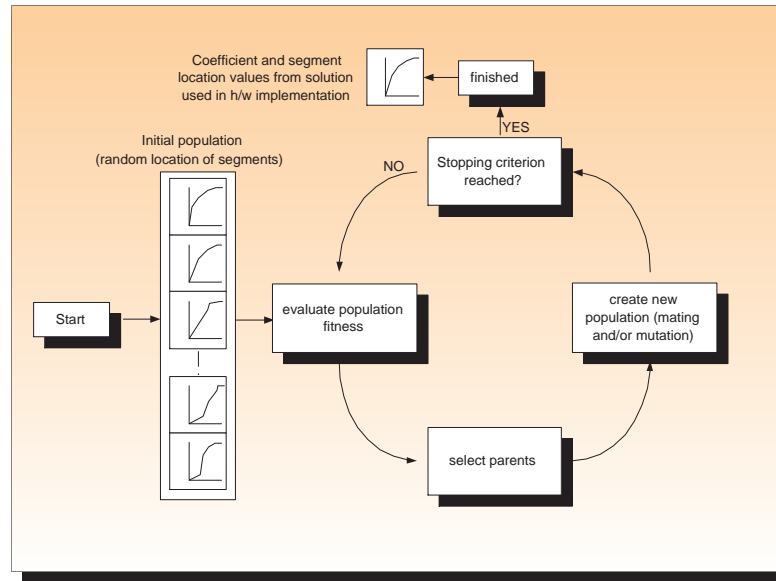 Coefficient and segment
location values from solution
used in h/w implementation
finished
YES
Initial population
(random location of segments)
NO
Stopping criterion
reached?
Start
evaluate population
fitness
create new
population (mating
and/or mutation)
select parents